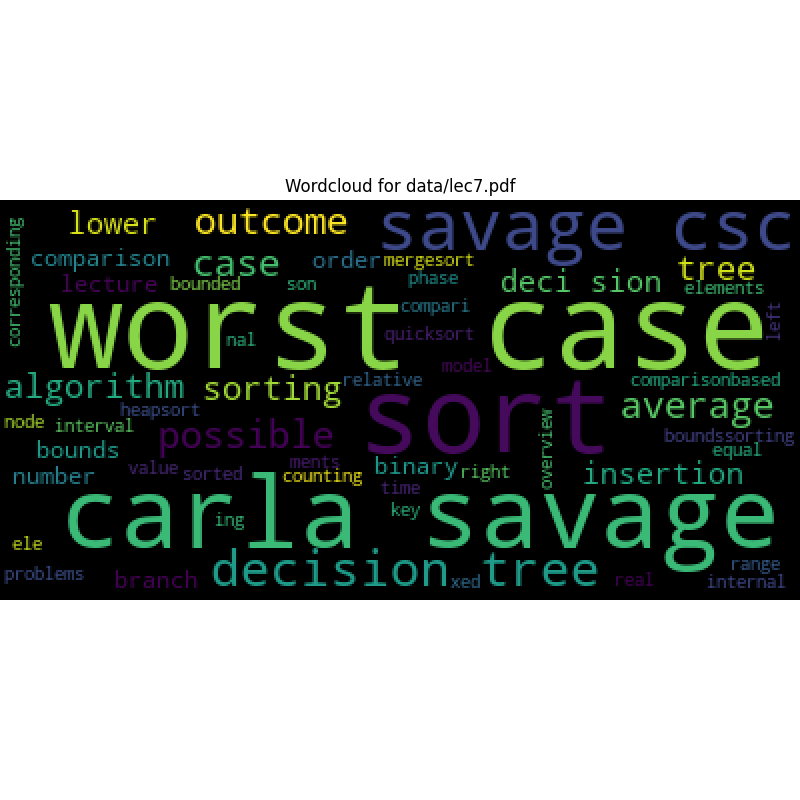 Wordcloud for data/lec7.pdf
corresponding
lower
outcome
savage
csc
comparison
case
order
mergesort
tree
lecture
bounded
son
phase
deci sion
elements
worst case
compari
left
nal
quicksort
model
algorithm
sorting
relative
sort
comparisonbased
average
node
interval
heapsort
possible
overview
boundssorting
bounds
equal
number
value
sorted
ments
counting
binary
right
time
insertion
carla savage
ing
key
ele
decision tree
problems
branch
xed
real
range
internal